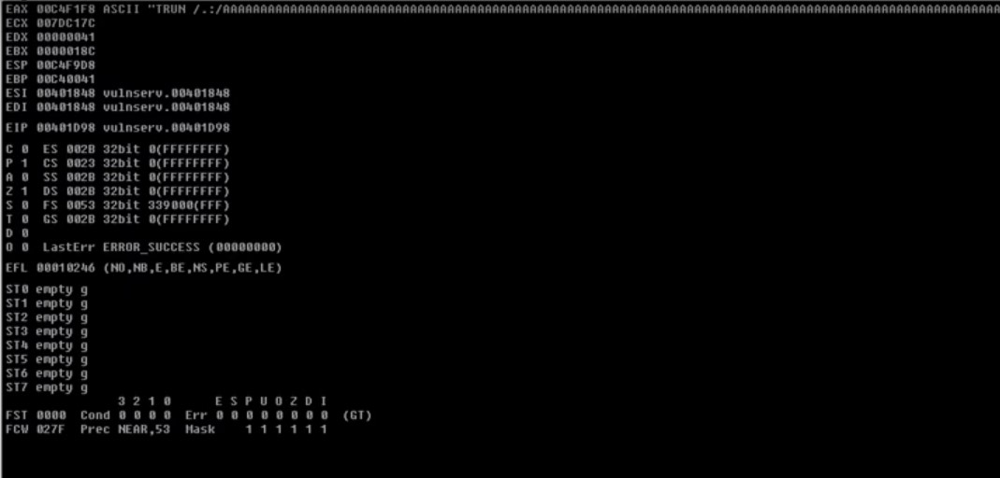 EAX 00C4F1F8 ASCII "TRUN /.:/AAAAAAAAAAAAAAAAAAAAAAAAAAAAAAAAAAAAAAAAAAAAAAAAAAAAAAAAAAAAAAAAAAAAAAAAAAAAAAAAAAAAAAAAAAAAAAAAAAAAAAAAA
ECX 007DC17C
EDX 00000041
EBX 0000018C
ESP 00C4F9D8
EBP 00C40041
ESI 00401848 vulnserv.00401848
EDI 00401848 vulnserv.00401848
EIP 00401D98 vulnserv.00401D98
C 0 ES 002B 32bit 0(FFFFFFFF)
P 1 CS 0023 32bit 0(FFFFFFFF)
A 0 SS 002B 32bit 0(FFFFFFFF)
Z 1 DS 002B 32bit 0(FFFFFFFF)
S 0 FS 0053 32bit 339000(FFF)
T 0 GS 002B 32bit 0(FFFFFFFF)
D 0
O 0 LastErr ERROR_SUCCESS (00000000)
EFL 00010246 (NO,NB,E,BE,NS,PE,GE,LE)
ST0 empty g
ST1 empty g
ST2 empty g
ST3 empty g
ST4 empty g
ST5 empty g
ST6 empty g
ST7 empty g
3 2 1 0 E S P U O Z D I
FST 0000 Cond 0 0 0 0 Err 0 0 0 0 0 0 0 0 (GT)
FCW 027F Prec NEAR,53 Mask 1 1 1 1 1 1